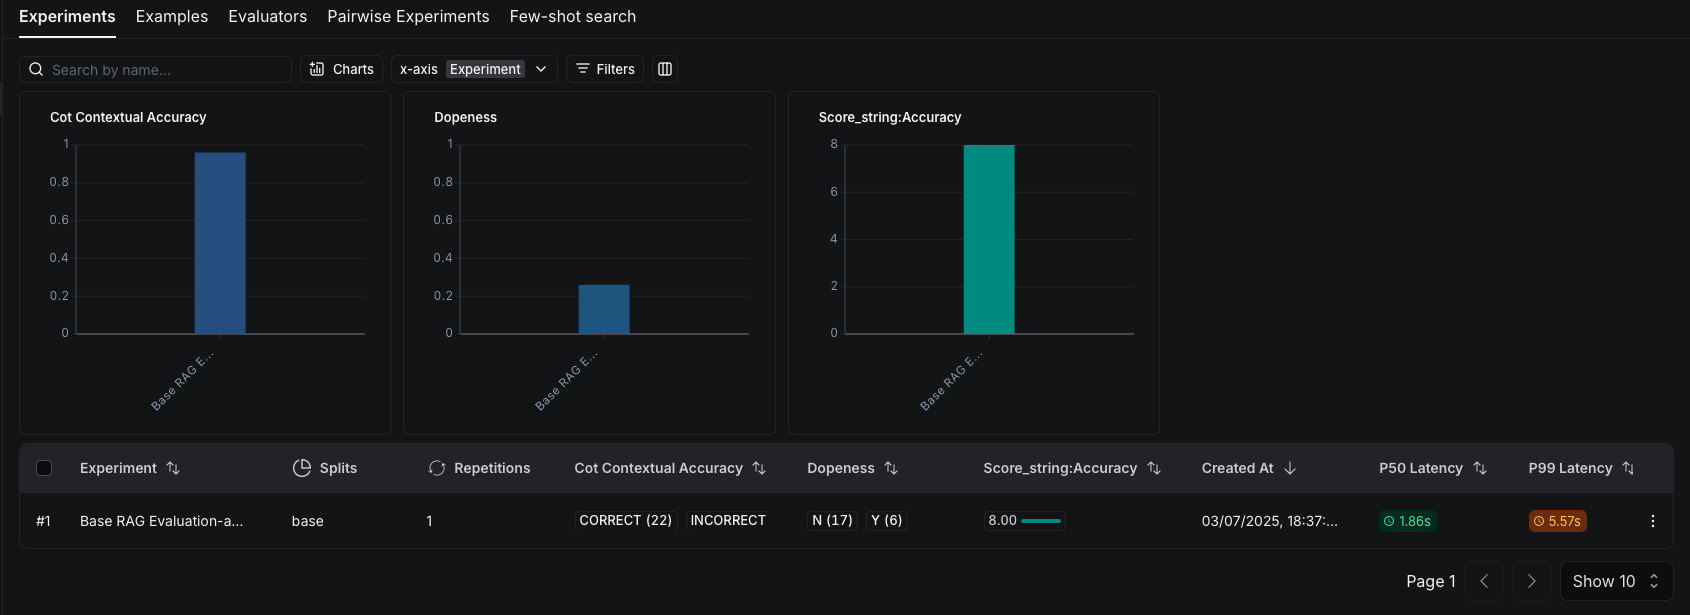 Experiments Examples Evaluators Pairwise Experiments Few-shot search
Search by name... Charts x-axis Experiment Filters
Cot Contextual Accuracy
1
0.8
0.6
0.4
0.2
0
Base RAG E...
Dopeness
1
0.8
0.6
0.4
0.2
0
Base RAG E...
Score_string:Accuracy
8
6
4
2
0
Base RAG E...
Experiment Splits Repetitions Cot Contextual Accuracy Dopeness Score_string:Accuracy Created At P50 Latency P99 Latency
#1 Base RAG Evaluation-a... base 1 CORRECT (22) INCORRECT N (17) Y (6) 8.00 03/07/2025, 18:37:... 1.86s 5.57s
Page 1 Show 10